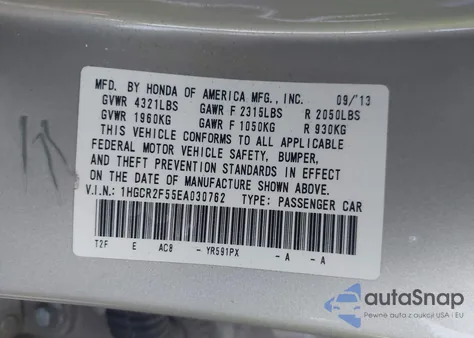 MFD. BY HONDA OF AMERICA MFG., INC. 09/'13
GVWR 4321LBS GAWR F 2315LBS R 2050LBS
GVWR 1960KG GAWR F 1050KG R 930KG
THIS VEHICLE CONFORMS TO ALL APPLICABLE
FEDERAL MOTOR VEHICLE SAFETY, BUMPER,
AND THEFT PREVENTION STANDARDS IN EFFECT
ON THE DATE OF MANUFACTURE SHOWN ABOVE.
V.I.N.: 1HGCR2F55EA030762 TYPE: PASSENGER CAR
T2F E AC8 - YR591PX - A - A
autoSnap
Pewne auto z aukcji USA i EU